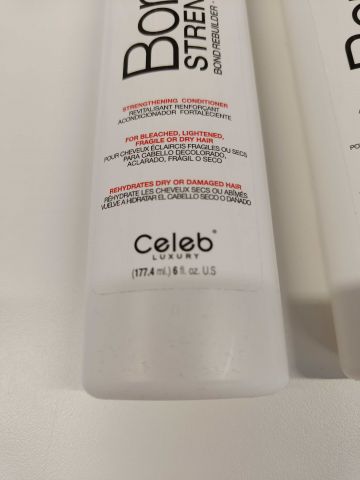 Bon
STREN
BOND REBUILDER -
STRENGTHENING CONDITIONER
REVITALISANT RENFORÇANT
ACONDICIONADOR FORTALECIENTE
FOR BLEACHED, LIGHTENED,
FRAGILE OR DRY HAIR
POUR CHEVEUX ÉCLAIRCIS FRAGILES OU SECS
PARA CABELLO DECOLORADO,
ACLARADO, FRÁGIL O SECO
REHYDRATES DRY OR DAMAGED HAIR
RÉHYDRATE LES CHEVEUX SECS OU ABÎMÉS
VUELVE A HIDRATAR EL CABELLO SECO O DAÑADO
Celeb®
LUXURY
(177.4 ml.) 6 fl. oz. U.S